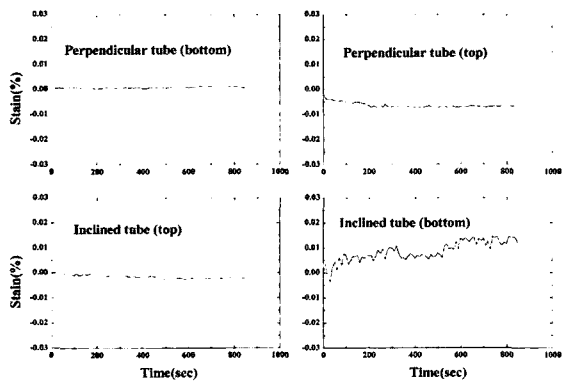 0.03
0.02
0.01
0.00
-0.01
-0.02
-0.03
Stain(%)
Perpendicular tube (bottom)
0 200 400 600 800 1000
0.03
0.02
0.01
0.00
-0.01
-0.02
-0.03
Perpendicular tube (top)
0 200 400 600 800 1000
0.03
0.02
0.01
0.00
-0.01
-0.02
-0.03
Stain(%)
Inclined tube (top)
0 200 400 600 800 1000
Time(sec)
0.03
0.02
0.01
0.00
-0.01
-0.02
-0.03
Inclined tube (bottom)
0 200 400 600 800 1000
Time(sec)